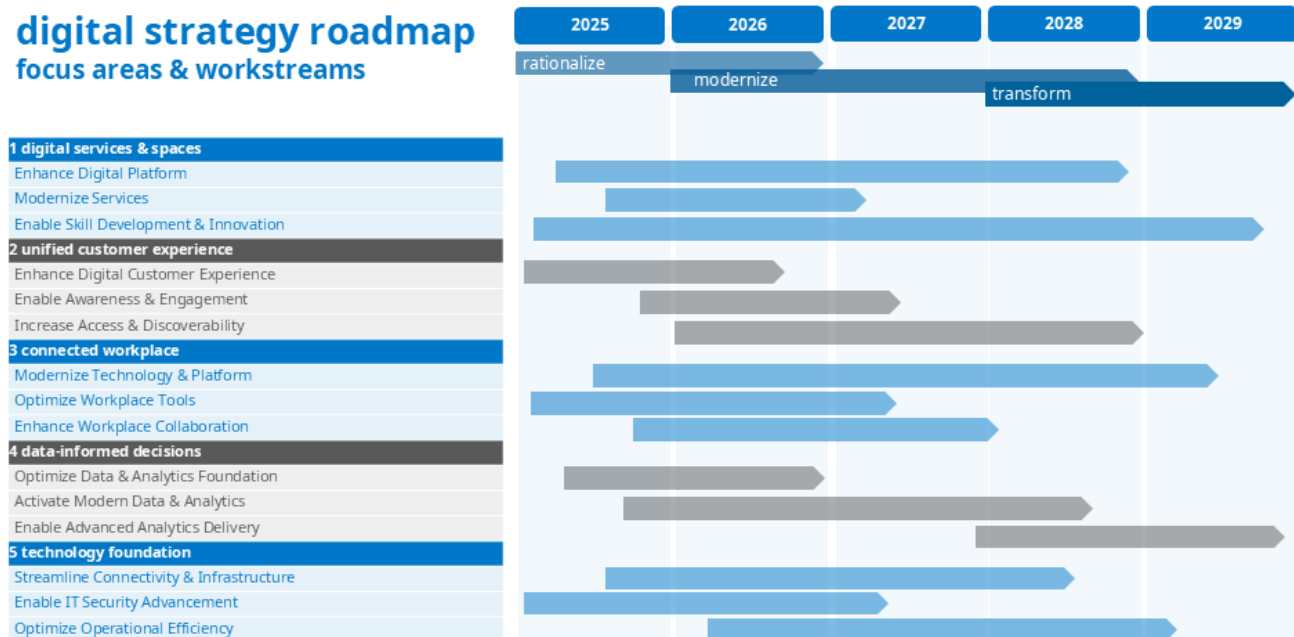 digital strategy roadmap
focus areas & workstreams
2025 2026 2027 2028 2029
rationalize
modernize
transform
1 digital services & spaces
Enhance Digital Platform
Modernize Services
Enable Skill Development & Innovation
2 unified customer experience
Enhance Digital Customer Experience
Enable Awareness & Engagement
Increase Access & Discoverability
3 connected workplace
Modernize Technology & Platform
Optimize Workplace Tools
Enhance Workplace Collaboration
4 data-informed decisions
Optimize Data & Analytics Foundation
Activate Modern Data & Analytics
Enable Advanced Analytics Delivery
5 technology foundation
Streamline Connectivity & Infrastructure
Enable IT Security Advancement
Optimize Operational Efficiency